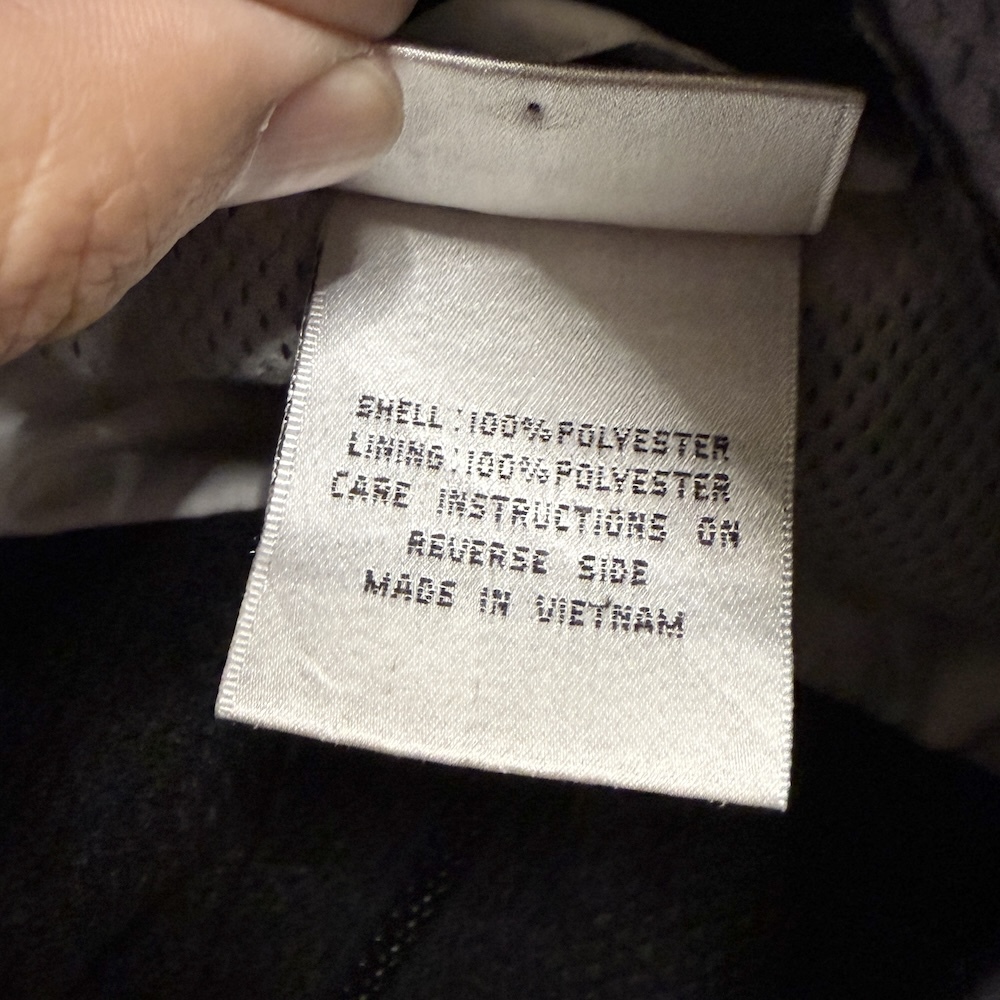 SHELL:100%POLYESTER
LINING:100%POLYESTER
CARE INSTRUCTIONS ON
REVERSE SIDE
MADE IN VIETNAM